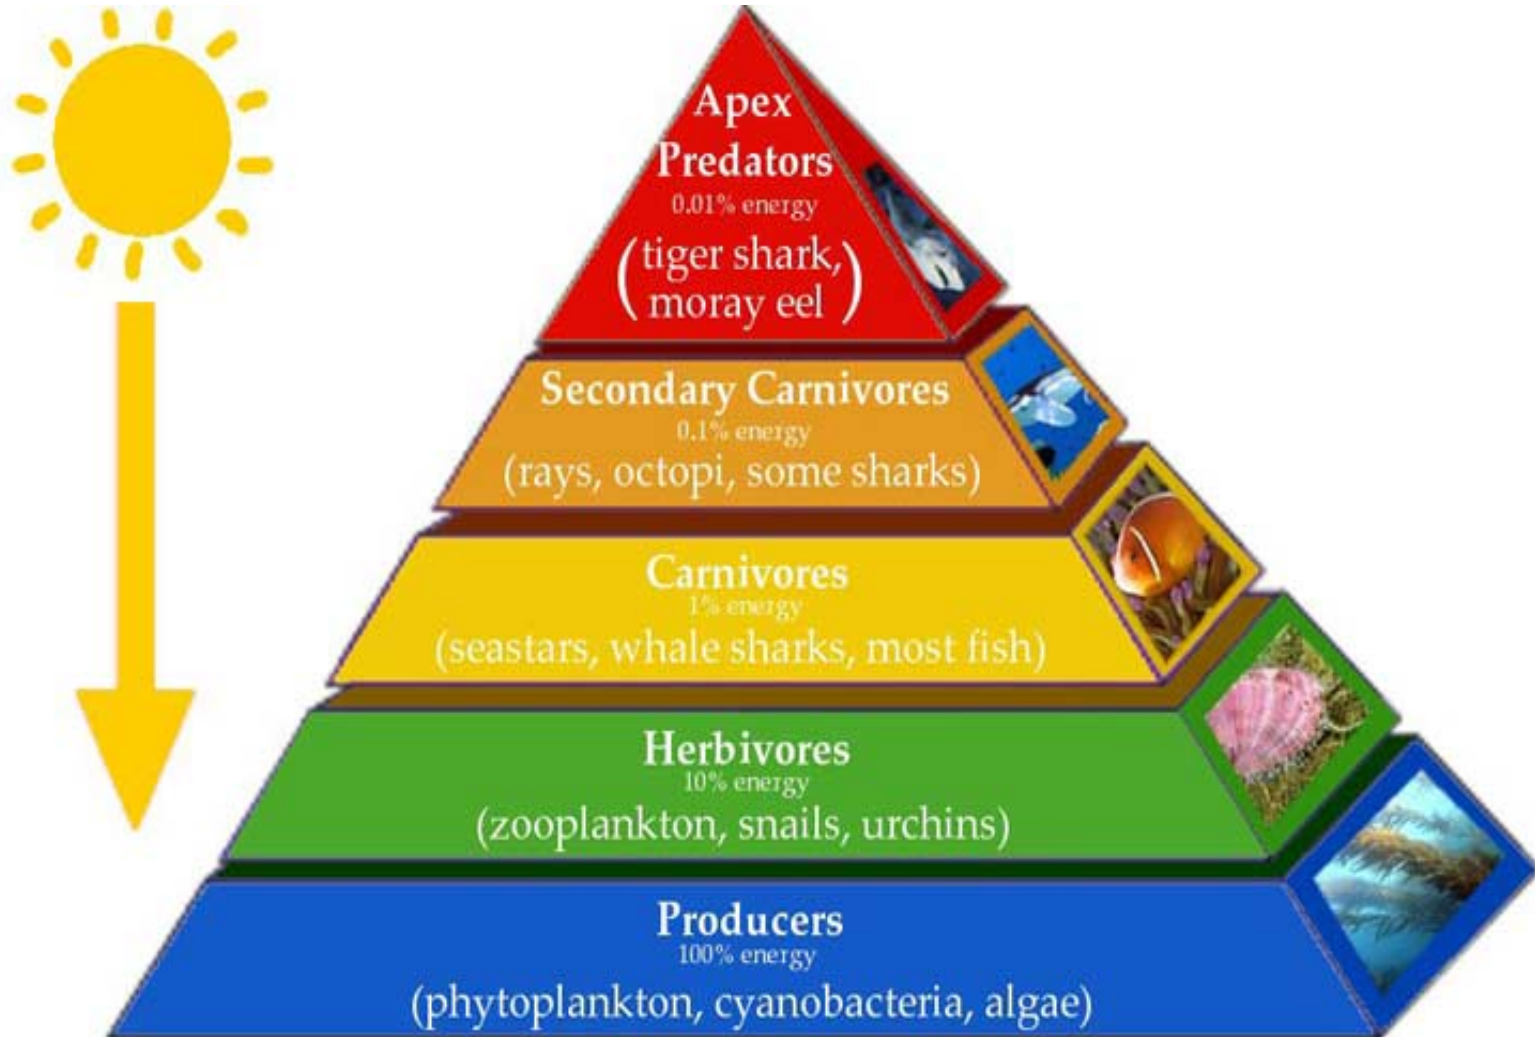 Apex
Predators
0.01% energy
(tiger shark,
moray eel)
Secondary Carnivores
0.1% energy
(rays, octopi, some sharks)
Carnivores
1% energy
(seastars, whale sharks, most fish)
Herbivores
10% energy
(zooplankton, snails, urchins)
Producers
100% energy
(phytoplankton, cyanobacteria, algae)